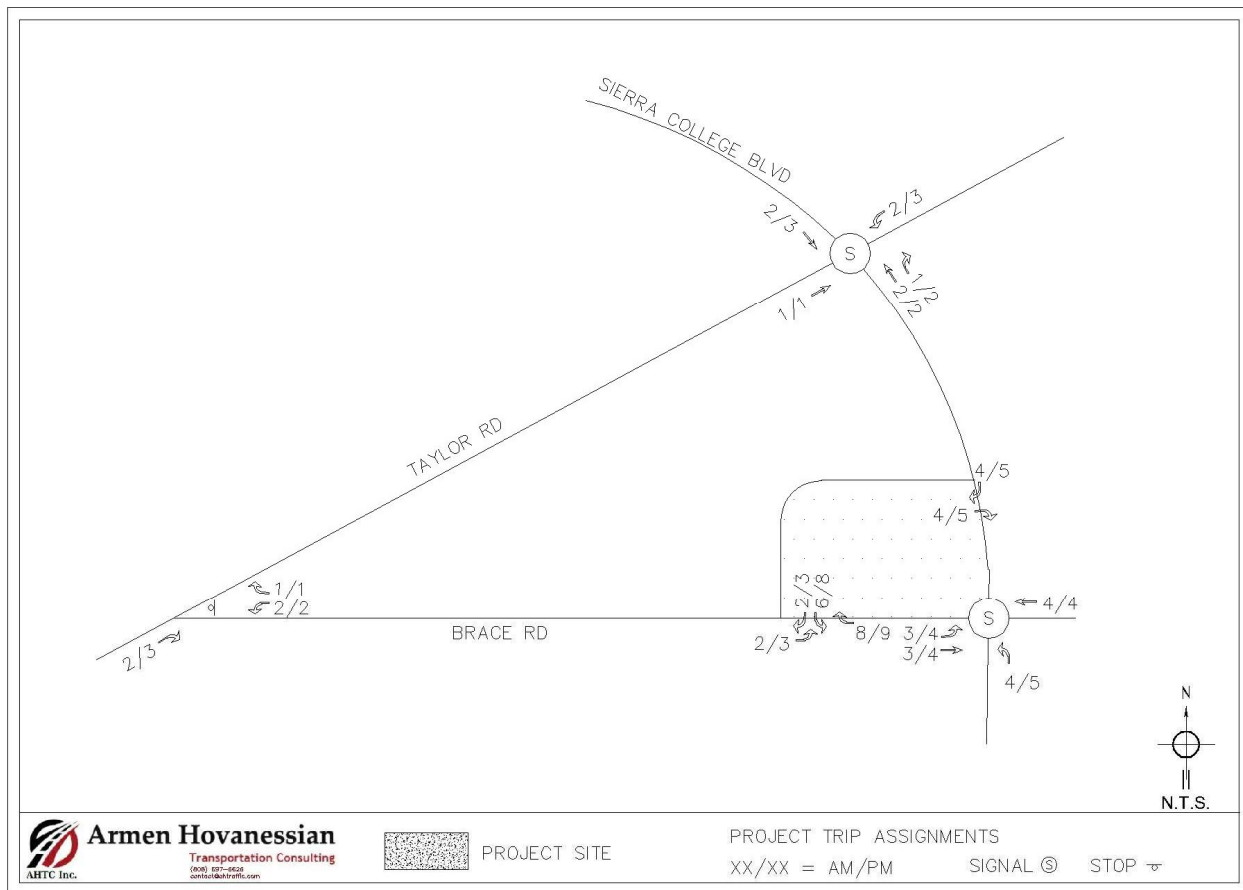 SIERRA COLLEGE BLVD
2/3
2/3
1/2
2/2
S
1/1
TAYLOR RD
4/5
4/5
1/1
2/2
2/3
BRACE RD
2/3
6/8
2/3
8/9
3/4
3/4
S
4/4
4/5
N
N.T.S.
Armen Hovanessian
Transportation Consulting
AHTC Inc.
contact@ahtraffic.com
PROJECT SITE
PROJECT TRIP ASSIGNMENTS
XX/XX = AM/PM SIGNAL S STOP